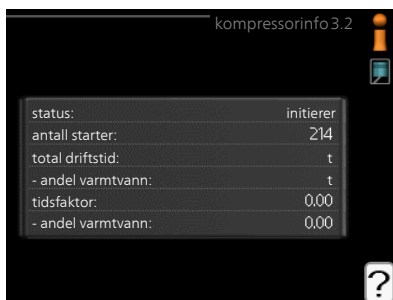 kompressorinfo 3.2
status: initierer
antall starter: 214
total driftstid: t
- andel varmtvann: t
tidsfaktor: 0.00
- andel varmtvann: 0.00
?